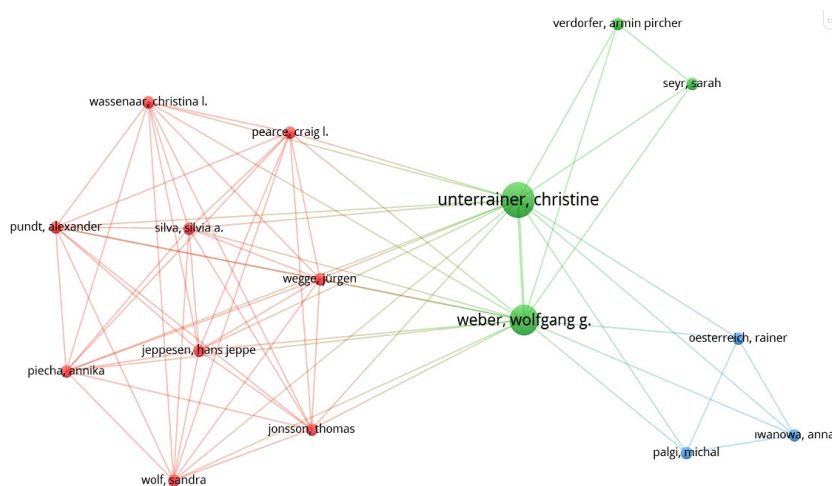 verdorfer, armin pircher
seyr, sarah
wassenaar, christina l.
pearce, craig l.
unterrainer, christine
pundt, alexander
silva, silvia a.
wegge, jürgen
weber, wolfgang g.
oesterreich, rainer
jeppesen, hans jeppe
piecha, annika
jonsson, thomas
iwanowa, anna
palgi, michal
wolf, sandra